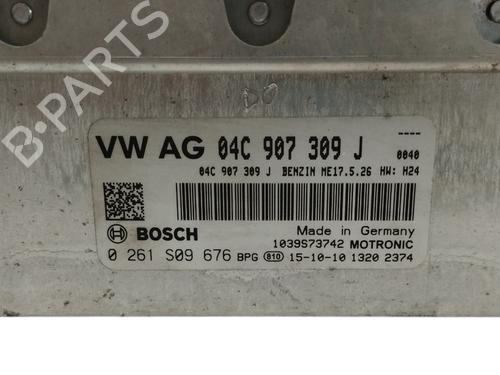 B-PARTS
DO
VW AG 04C 907 309 J ----
0040
04C 907 309 J BENZIN ME17.5.26 HW: H24
Made in Germany
BOSCH 1039S73742 MOTRONIC
0 261 S09 676 BPG 810 15-10-10 1320 2374